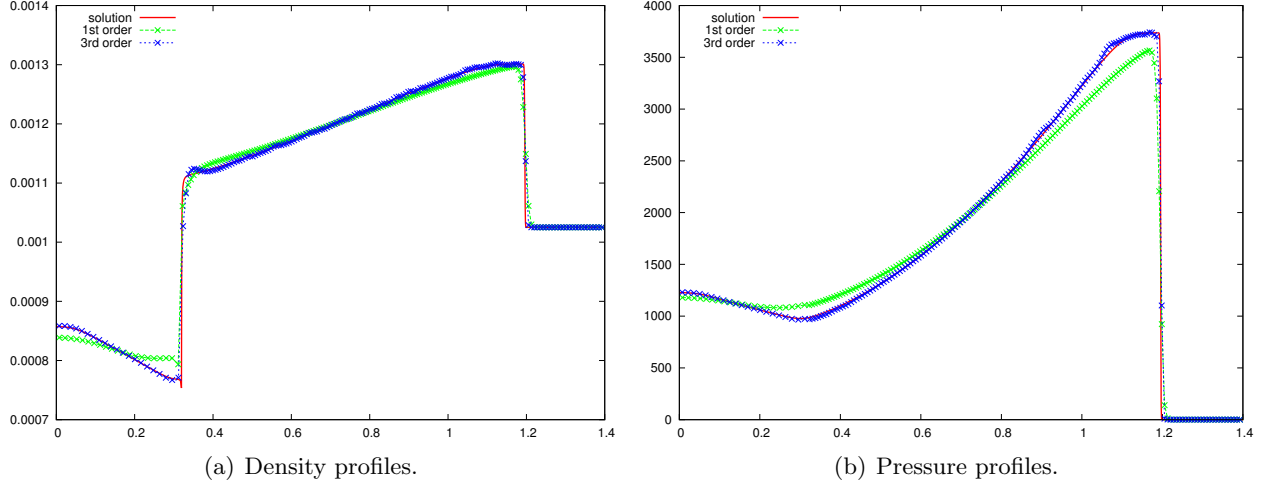 solution
1st order
3rd order
0.0014
0.0013
0.0012
0.0011
0.001
0.0009
0.0008
0.0007
0 0.2 0.4 0.6 0.8 1 1.2 1.4
(a) Density profiles.
solution
1st order
3rd order
4000
3500
3000
2500
2000
1500
1000
500
0
0 0.2 0.4 0.6 0.8 1 1.2 1.4
(b) Pressure profiles.